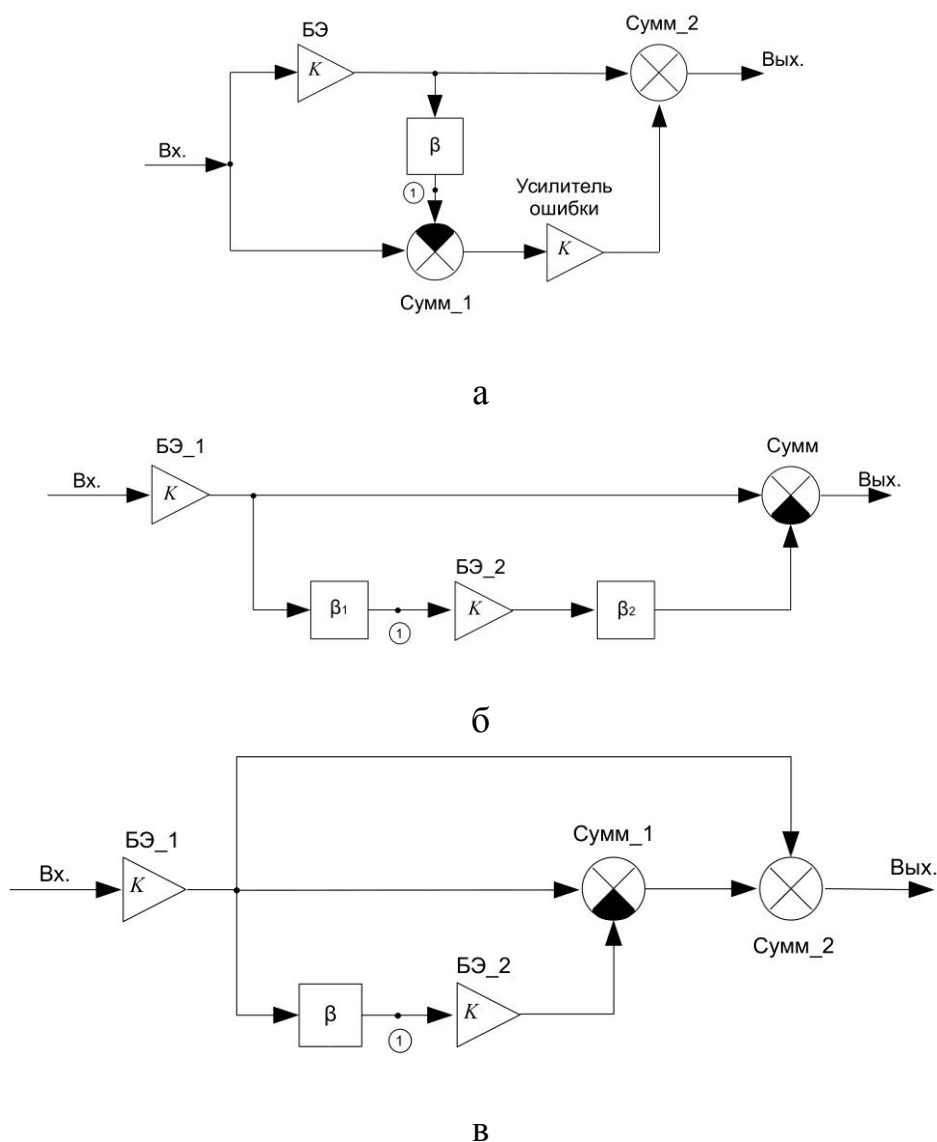 БЭ
Сумм_2
K
Вых.
Вх.
β
1
Усилитель
ошибки
K
Сумм_1
а
БЭ_1
Сумм
Вх.
K
Вых.
БЭ_2
β1
K
β2
1
б
БЭ_1
Сумм_1
Вх.
K
Вых.
Сумм_2
БЭ_2
β
K
1
в